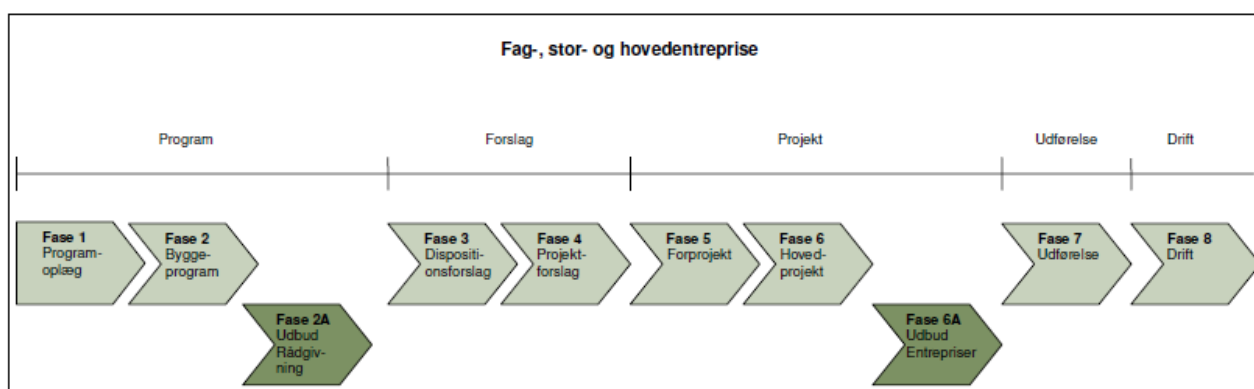 Fag-, stor- og hovedentreprise
Program
Forslag
Projekt
Udførelse
Drift
Fase 1
Program-
oplæg
Fase 2
Bygge-
program
Fase 2A
Udbud
Rådgiv-
ning
Fase 3
Dispositi-
onsforslag
Fase 4
Projekt-
forslag
Fase 5
Forprojekt
Fase 6
Hoved-
projekt
Fase 6A
Udbud
Entrepriser
Fase 7
Udførelse
Fase 8
Drift